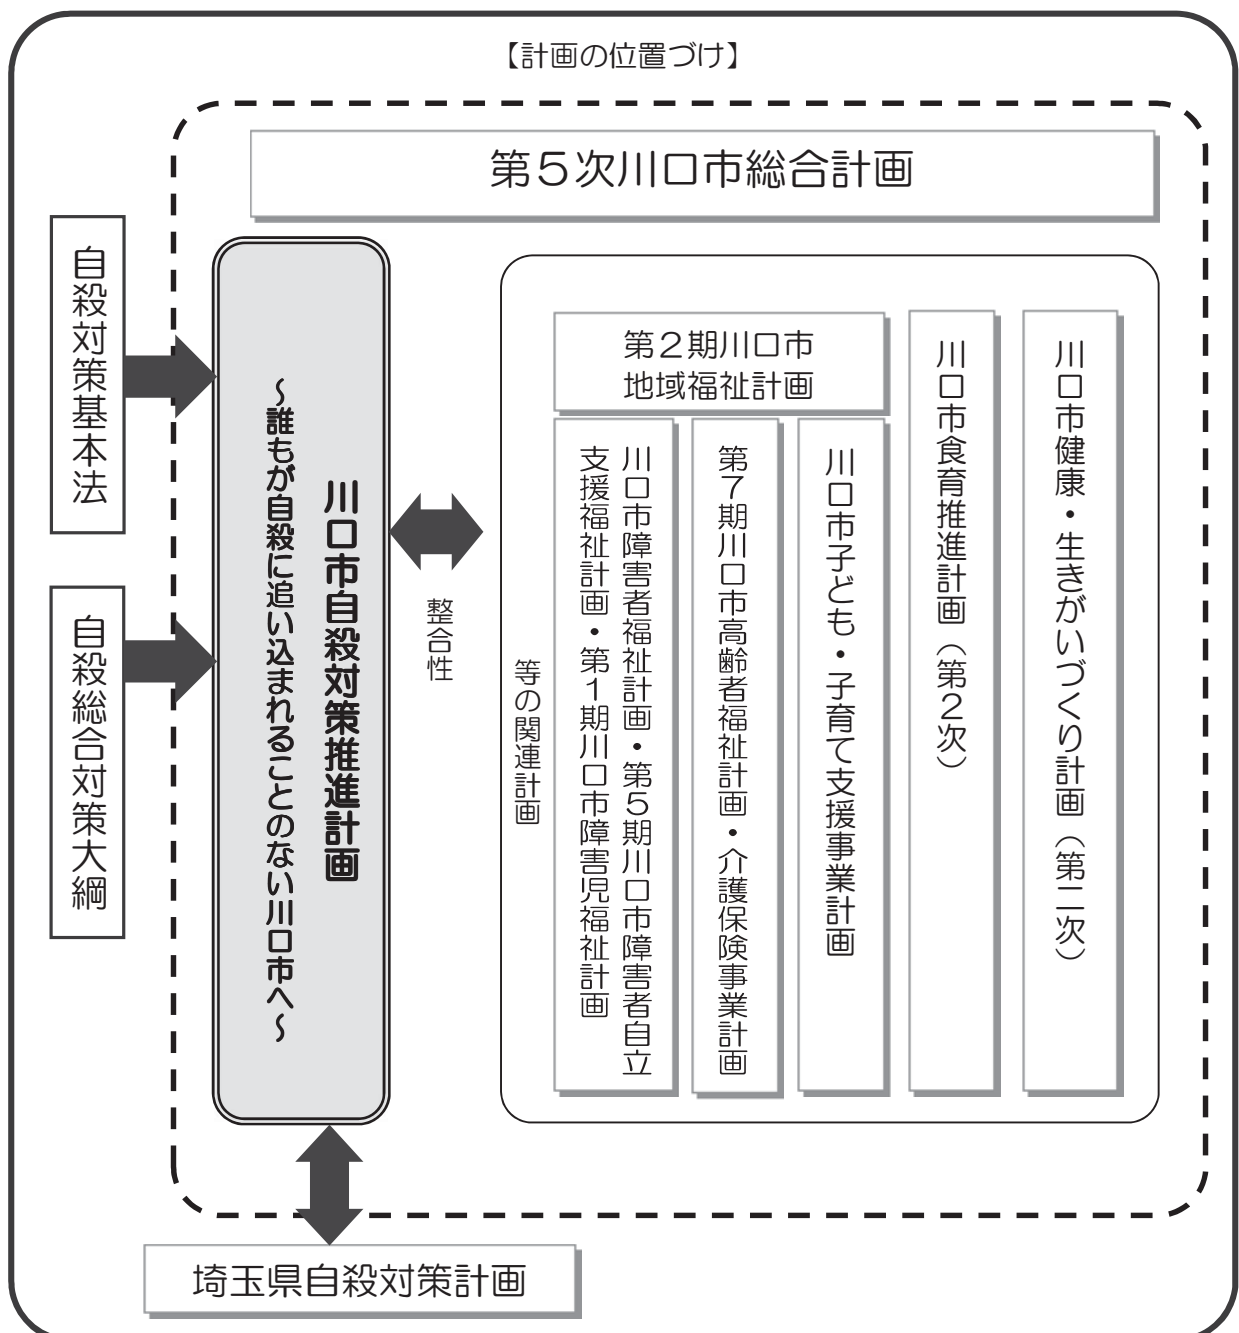 【計画の位置づけ】
第５次川口市総合計画
自殺対策基本法
自殺総合対策大綱
川口市自殺対策推進計画
～誰もが自殺に追い込まれることのない川口市へ～
整合性
川口市健康・生きがいづくり計画（第二次）
川口市食育推進計画（第２次）
第２期川口市
地域福祉計画
川口市子ども・子育て支援事業計画
第７期川口市高齢者福祉計画・介護保険事業計画
川口市障害者福祉計画・第５期川口市障害者自立
支援福祉計画・第１期川口市障害児福祉計画
等の関連計画
埼玉県自殺対策計画